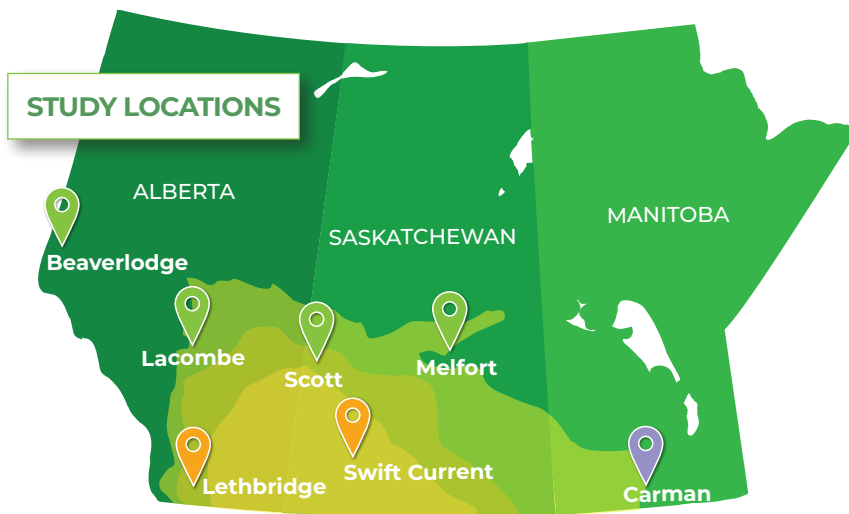 STUDY LOCATIONS
ALBERTA
SASKATCHEWAN
MANITOBA
Beaverlodge
Lacombe
Scott
Melfort
Lethbridge
Swift Current
Carman